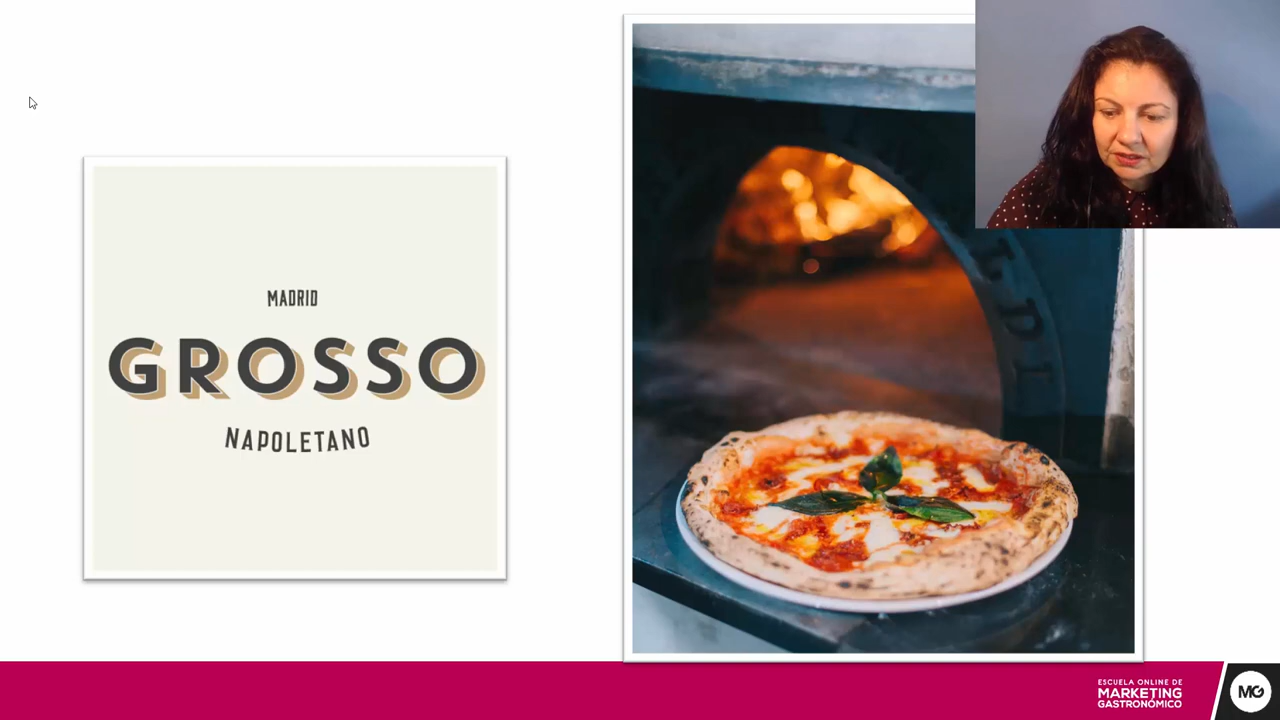 MADRID
GROSSO
NAPOLETANO
ESCUELA ONLINE DE
MARKETING
GASTRONÓMICO
MG